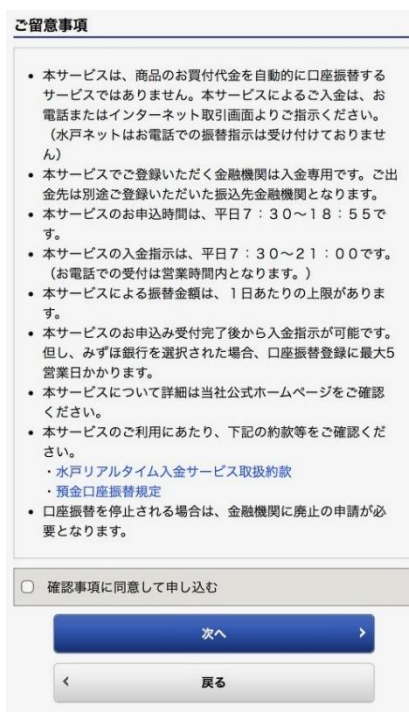 ご留意事項
• 本サービスは、商品のお買付代金を自動的に口座振替する
サービスではありません。本サービスによるご入金は、お
電話またはインターネット取引画面よりご指示ください。
（水戸ネットはお電話での振替指示は受け付けておりませ
ん）
• 本サービスでご登録いただく金融機関は入金専用です。ご出
金先は別途ご登録いただいた振込先金融機関となります。
• 本サービスのお申込時間は、平日７：３０〜１８：５５で
す。
• 本サービスの入金指示は、平日７：３０〜２１：００です。
（お電話での受付は営業時間内となります。）
• 本サービスによる振替金額は、１日あたりの上限がありま
す。
• 本サービスのお申込み受付完了後から入金指示が可能です。
但し、みずほ銀行を選択された場合、口座振替登録に最大5
営業日かかります。
• 本サービスについて詳細は当社公式ホームページをご確認
ください。
• 本サービスのご利用にあたり、下記の約款等をご確認くだ
さい。
・水戸リアルタイム入金サービス取扱約款
・預金口座振替規定
• 口座振替を停止される場合は、金融機関に廃止の申請が必
要となります。
確認事項に同意して申し込む
次へ
戻る